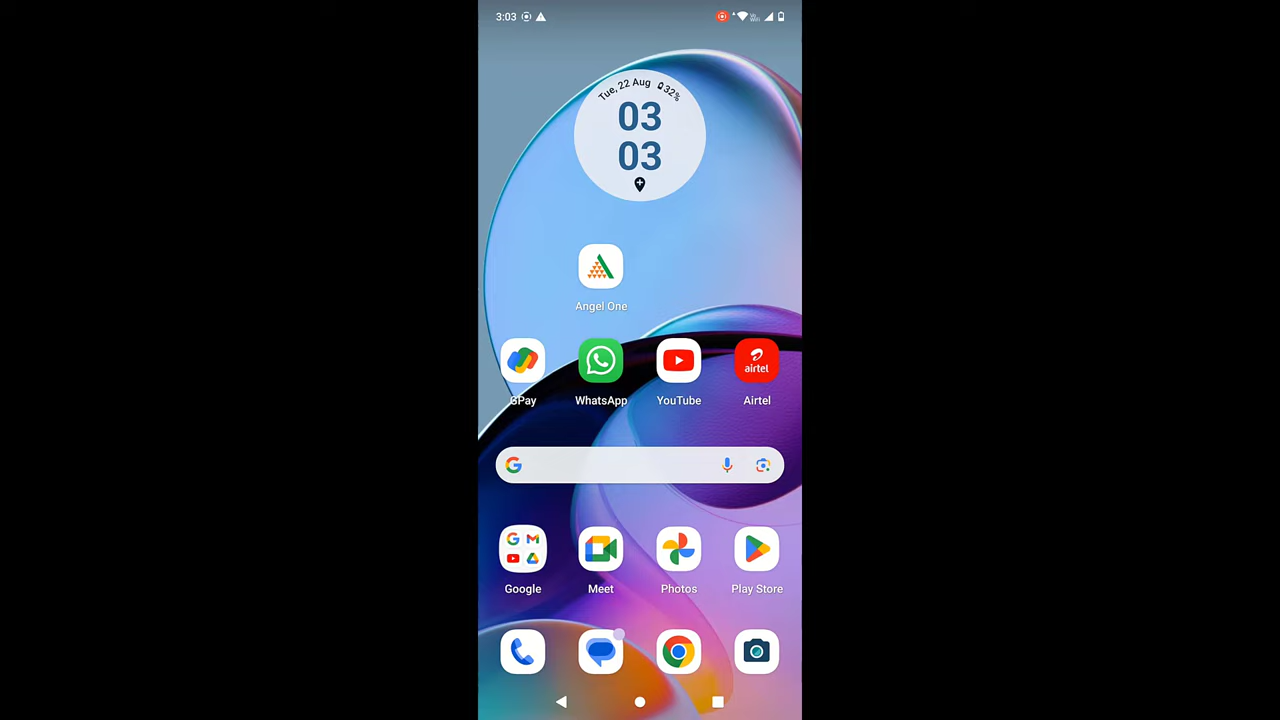 3:03
Tue, 22 Aug 32%
03
03
Angel One
airtel
GPay WhatsApp YouTube Airtel
Google Meet Photos Play Store